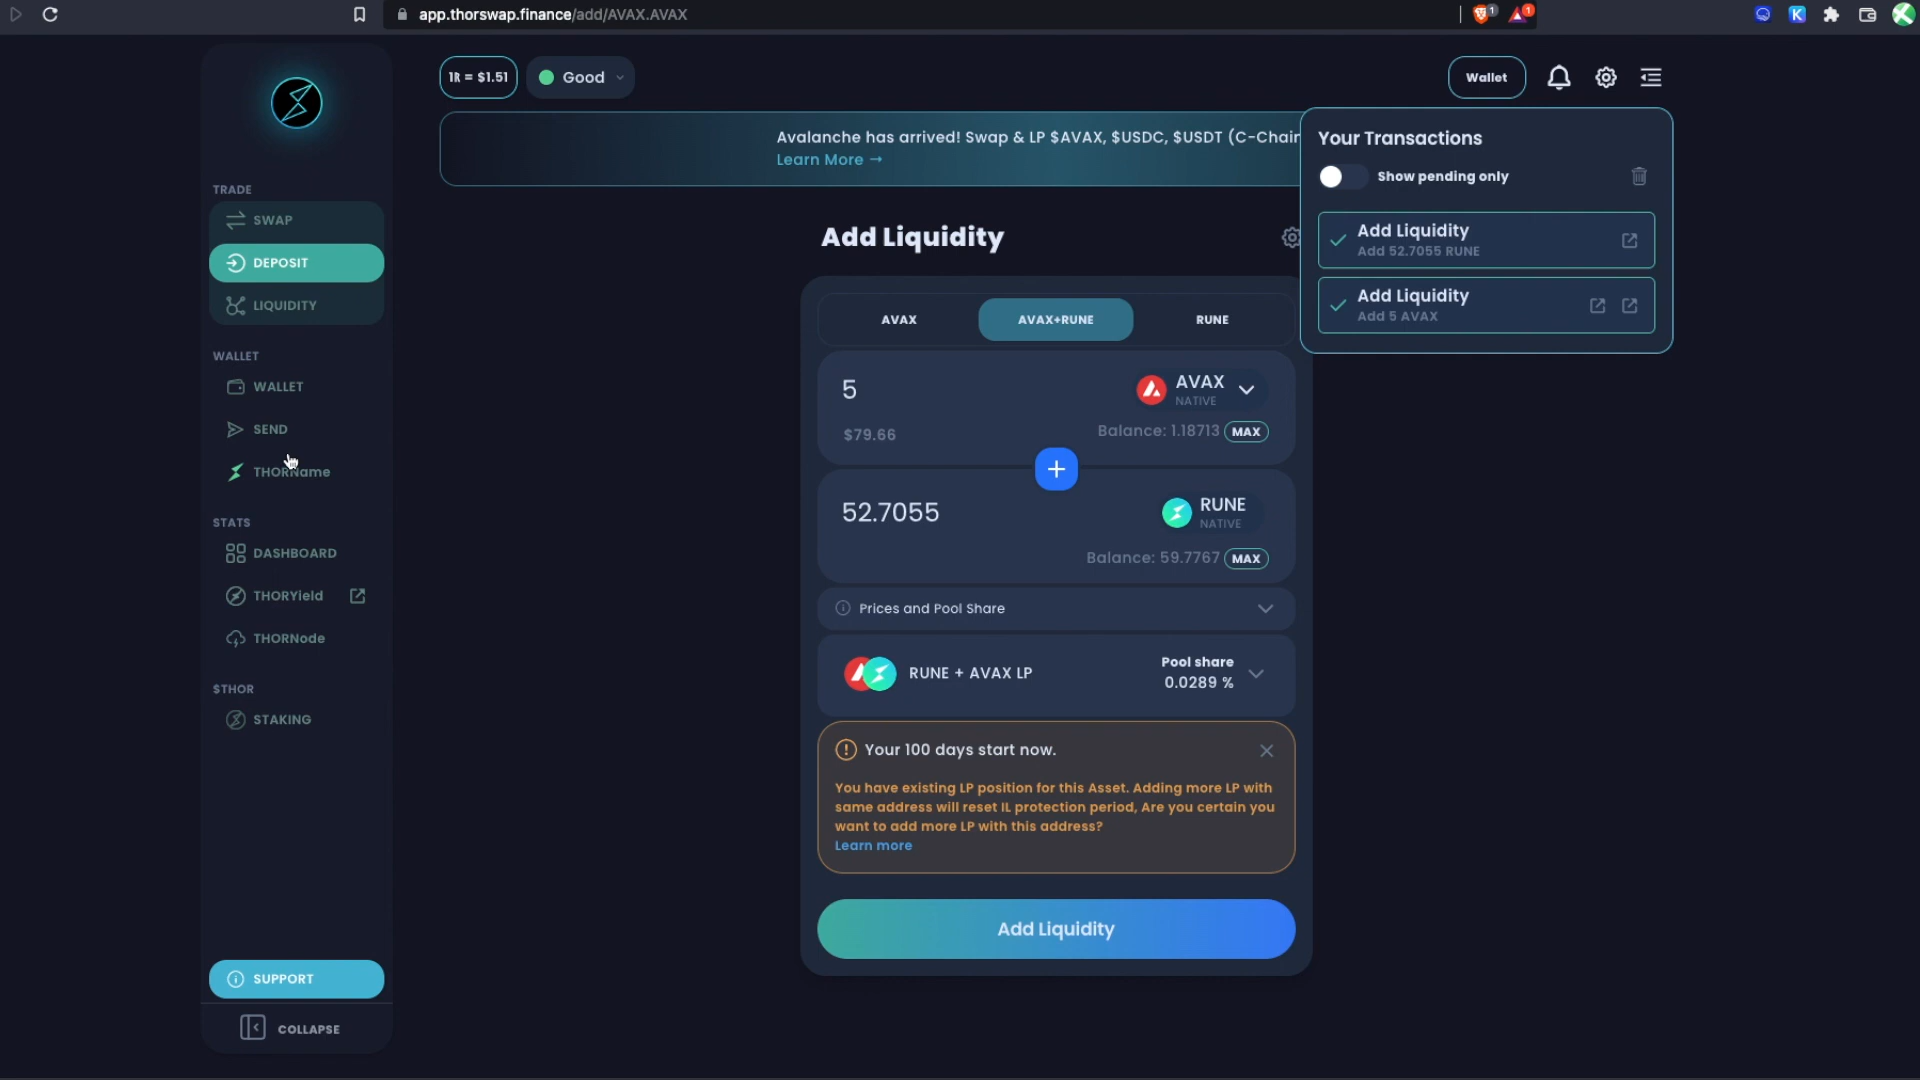 app.thorswap.finance/add/AVAX.AVAX
1
1
1R = $1.51
Good
Wallet
Avalanche has arrived! Swap & LP $AVAX, $USDC, $USDT (C-Chain
Learn More →
Your Transactions
Show pending only
Add Liquidity
Add 52.7055 RUNE
Add Liquidity
Add 5 AVAX
TRADE
SWAP
DEPOSIT
LIQUIDITY
WALLET
WALLET
SEND
THORName
STATS
DASHBOARD
THORYield
THORNode
$THOR
STAKING
SUPPORT
COLLAPSE
Add Liquidity
AVAX
AVAX+RUNE
RUNE
5
AVAX
NATIVE
$79.66
Balance: 1.18713 MAX
52.7055
RUNE
NATIVE
Balance: 59.7767 MAX
Prices and Pool Share
RUNE + AVAX LP
Pool share
0.0289 %
Your 100 days start now.
You have existing LP position for this Asset. Adding more LP with
same address will reset IL protection period, Are you certain you
want to add more LP with this address?
Learn more
Add Liquidity